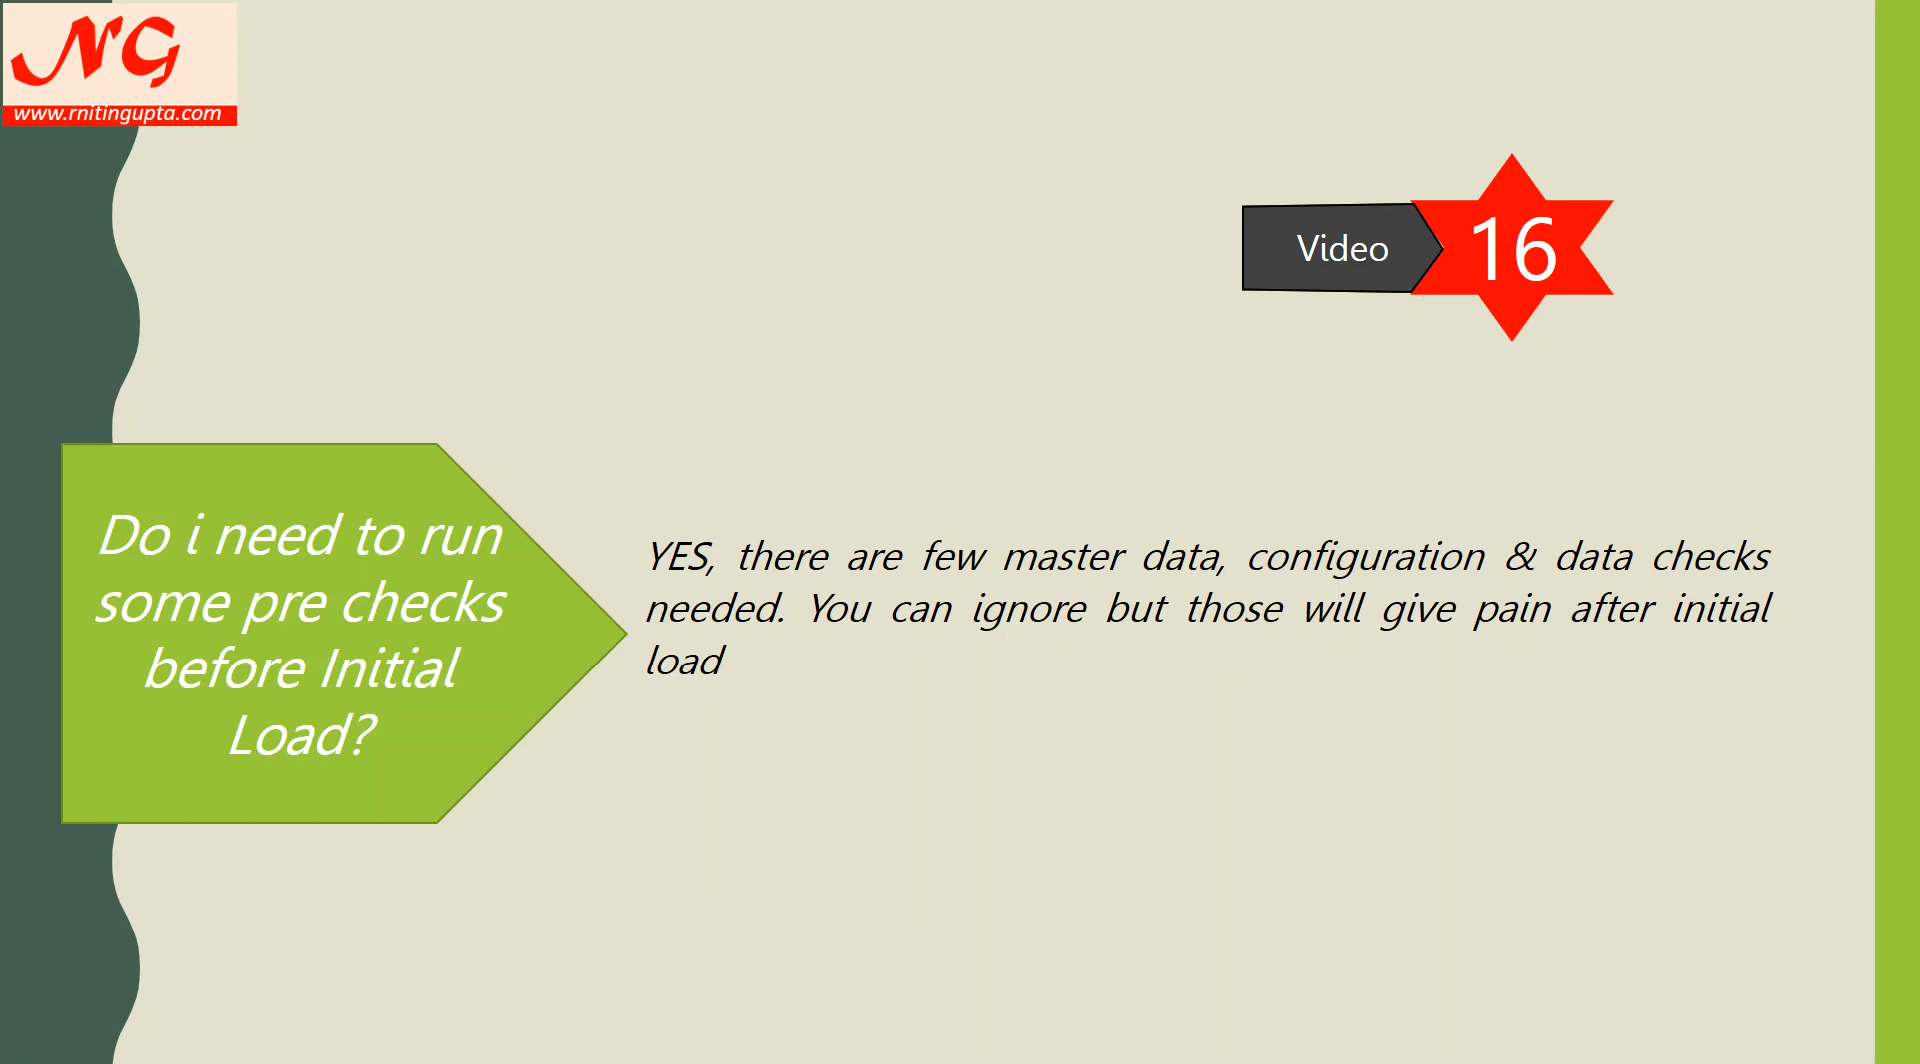 NG
www.rnitingupta.com
Video
16
Do i need to run
some pre checks
before Initial
Load?
YES, there are few master data, configuration & data checks
needed. You can ignore but those will give pain after initial
load